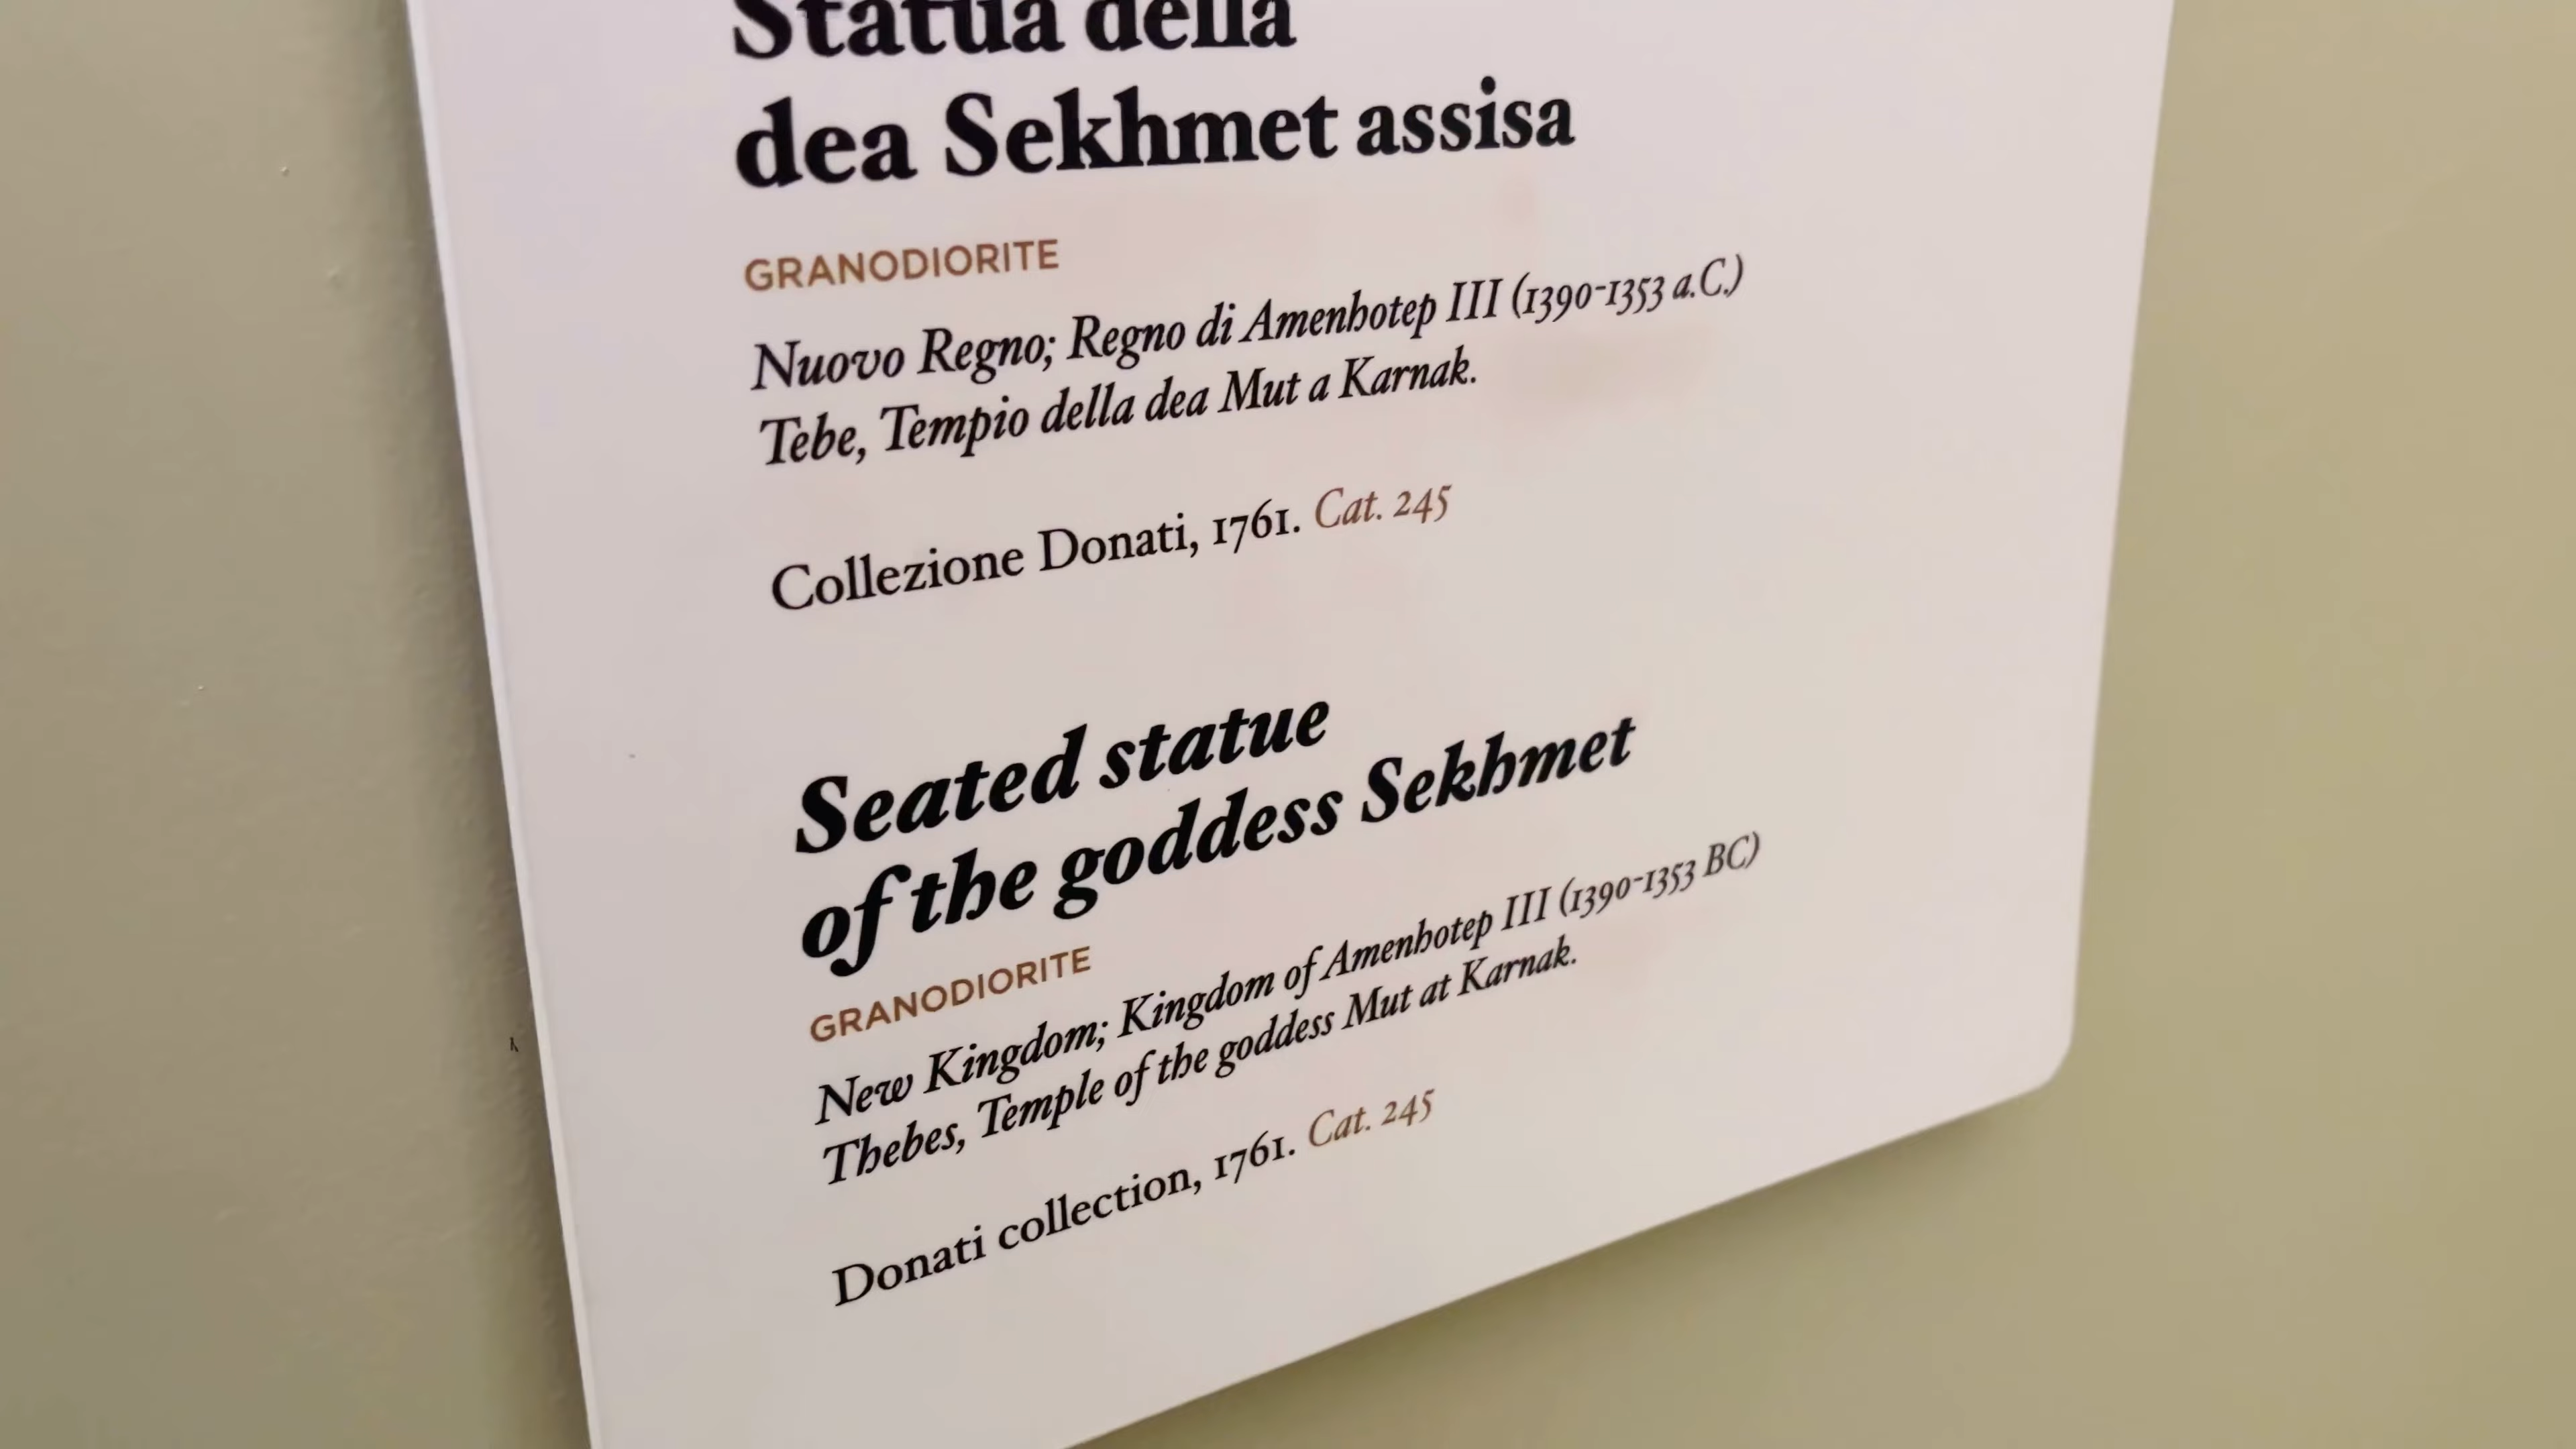 Statua della
dea Sekhmet assisa
GRANODIORITE
Nuovo Regno; Regno di Amenhotep III (1390-1353 a.C.)
Tebe, Tempio della dea Mut a Karnak.
Collezione Donati, 1761. Cat. 245
Seated statue
of the goddess Sekhmet
GRANODIORITE
New Kingdom; Kingdom of Amenhotep III (1390-1353 BC)
Thebes, Temple of the goddess Mut at Karnak.
Donati collection, 1761. Cat. 245